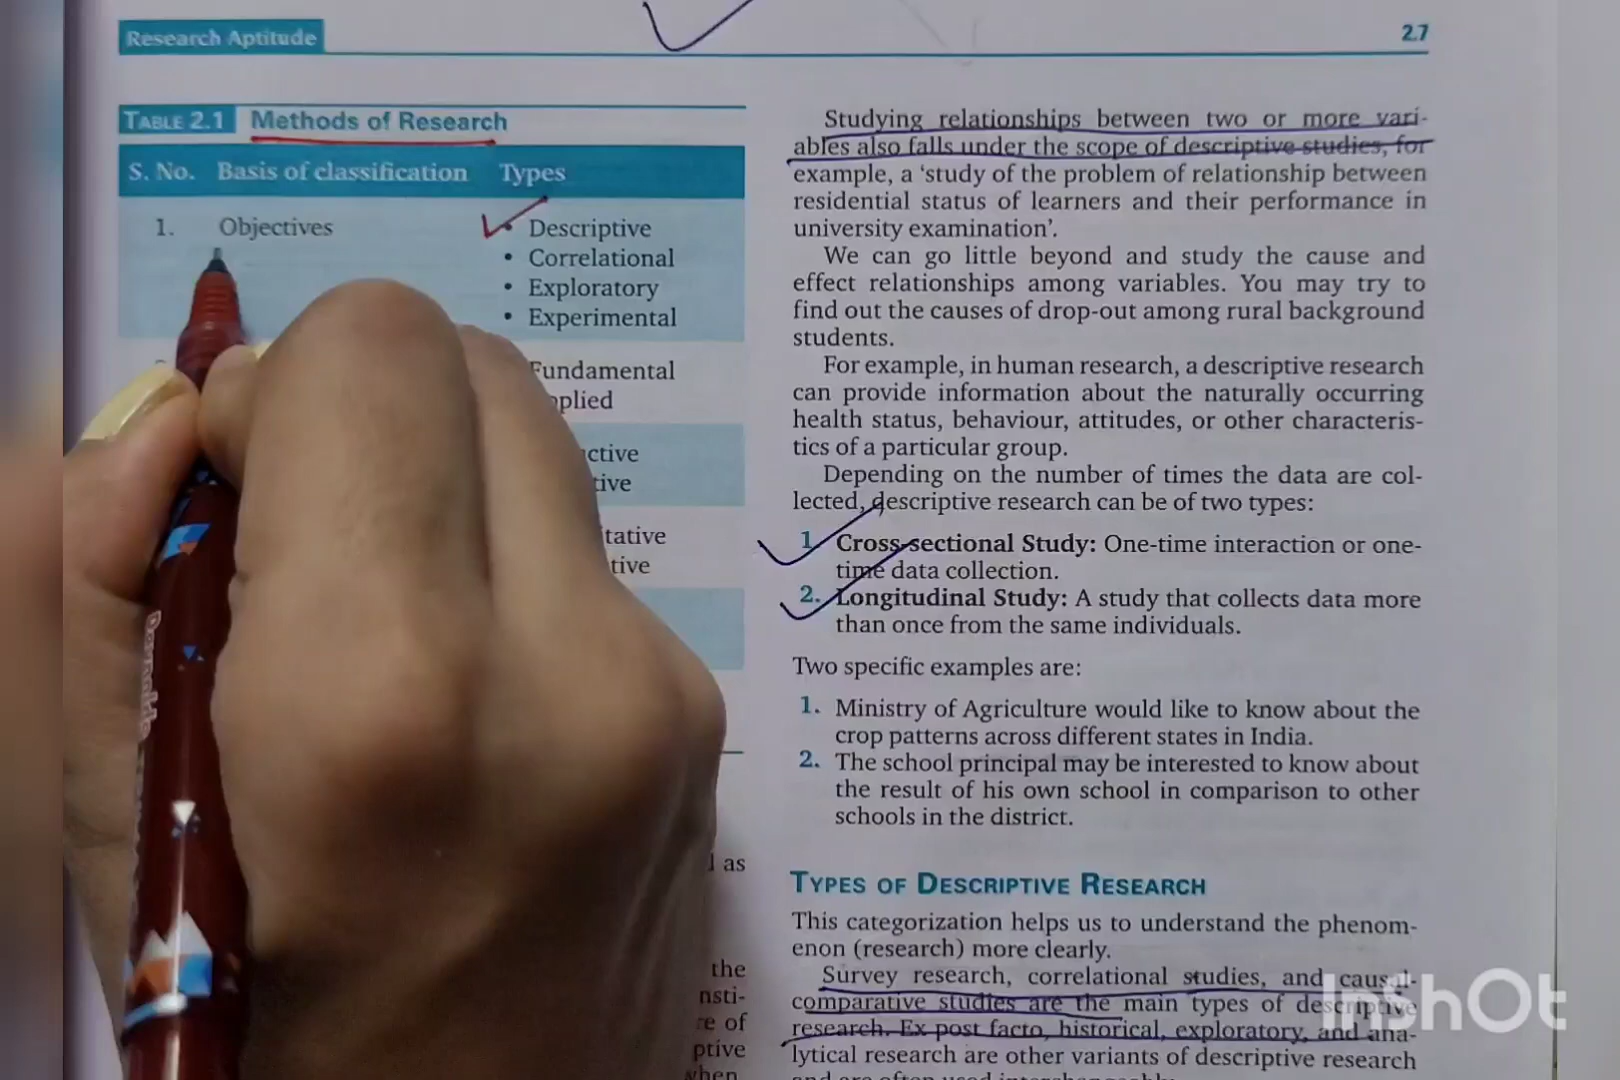 Research Aptitude
2.7
TABLE 2.1 Methods of Research
S. No. Basis of classification Types
1. Objectives • Descriptive
• Correlational
• Exploratory
• Experimental
Fundamental
plied
ctive
tive
tative
tive
l as
the
nsti-
re of
ptive
when
Studying relationships between two or more vari-
ables also falls under the scope of descriptive studies, for
example, a ‘study of the problem of relationship between
residential status of learners and their performance in
university examination’.
We can go little beyond and study the cause and
effect relationships among variables. You may try to
find out the causes of drop-out among rural background
students.
For example, in human research, a descriptive research
can provide information about the naturally occurring
health status, behaviour, attitudes, or other characteris-
tics of a particular group.
Depending on the number of times the data are col-
lected, descriptive research can be of two types:
1. Cross-sectional Study: One-time interaction or one-
time data collection.
2. Longitudinal Study: A study that collects data more
than once from the same individuals.
Two specific examples are:
1. Ministry of Agriculture would like to know about the
crop patterns across different states in India.
2. The school principal may be interested to know about
the result of his own school in comparison to other
schools in the district.
TYPES OF DESCRIPTIVE RESEARCH
This categorization helps us to understand the phenom-
enon (research) more clearly.
Survey research, correlational studies, and causal-
comparative studies are the main types of descriptive
research. Ex post facto, historical, exploratory, and ana-
lytical research are other variants of descriptive research
InShOt